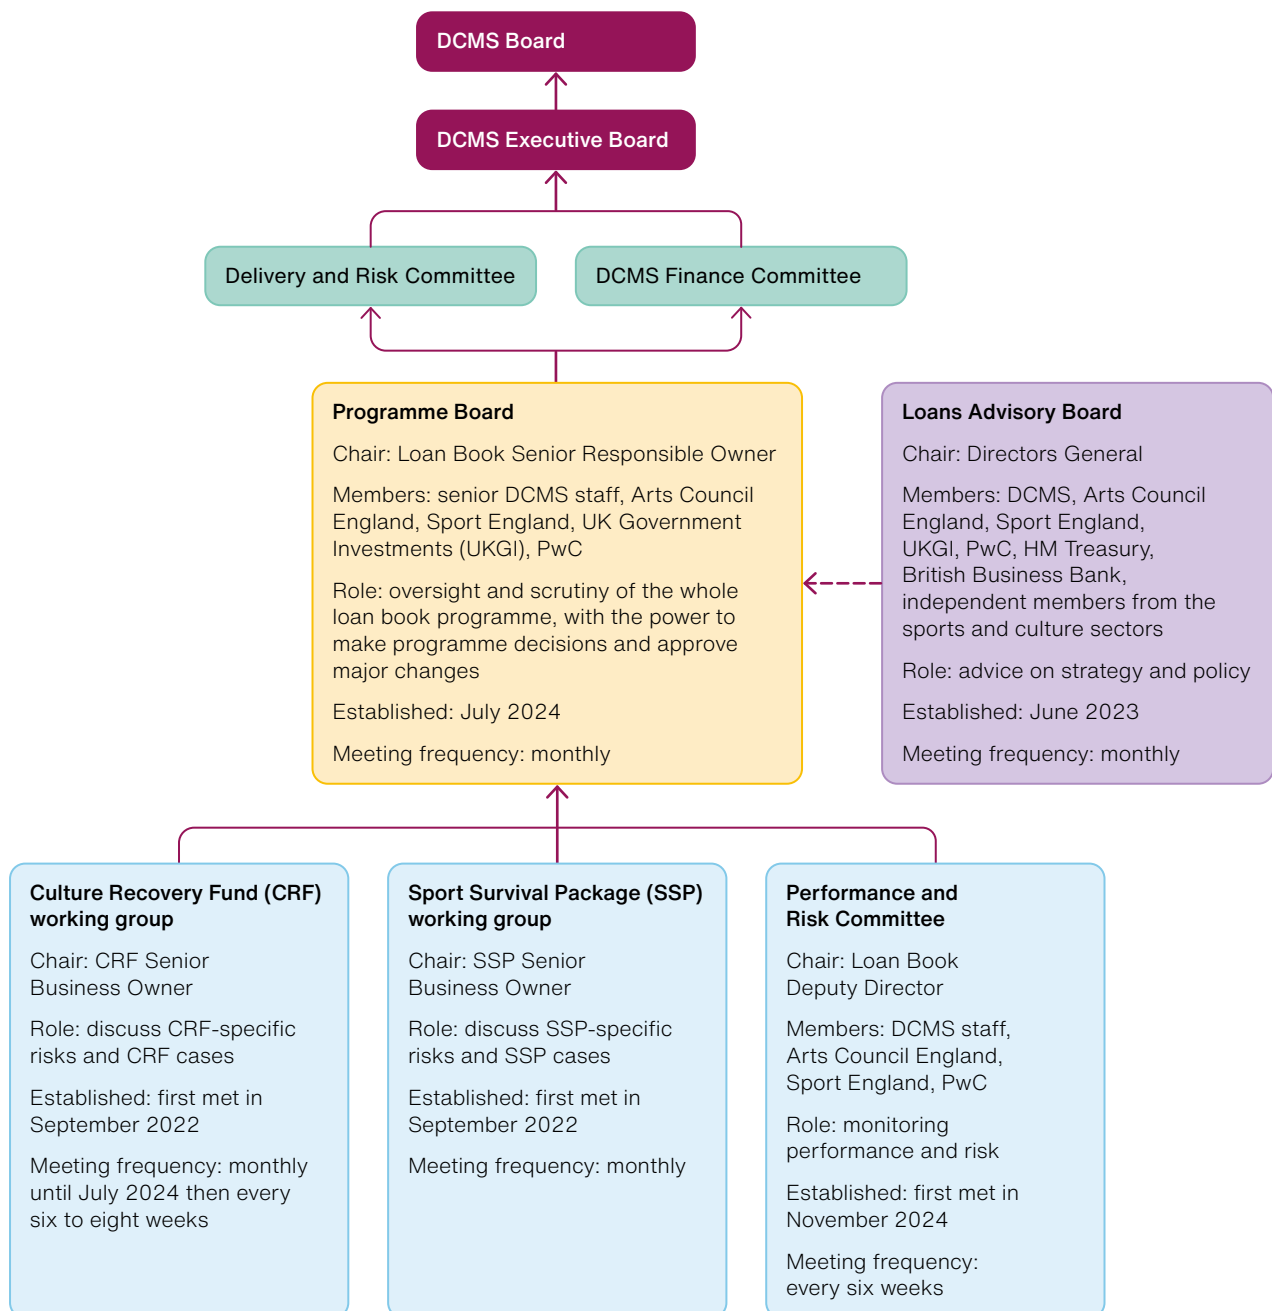 DCMS Board
DCMS Executive Board
Delivery and Risk Committee
DCMS Finance Committee
Programme Board
Chair: Loan Book Senior Responsible Owner
Members: senior DCMS staff, Arts Council
England, Sport England, UK Government
Investments (UKGI), PwC
Role: oversight and scrutiny of the whole
loan book programme, with the power to
make programme decisions and approve
major changes
Established: July 2024
Meeting frequency: monthly
Loans Advisory Board
Chair: Directors General
Members: DCMS, Arts Council
England, Sport England,
UKGI, PwC, HM Treasury,
British Business Bank,
independent members from the
sports and culture sectors
Role: advice on strategy and policy
Established: June 2023
Meeting frequency: monthly
Culture Recovery Fund (CRF)
working group
Chair: CRF Senior
Business Owner
Role: discuss CRF-specific
risks and CRF cases
Established: first met in
September 2022
Meeting frequency: monthly
until July 2024 then every
six to eight weeks
Sport Survival Package (SSP)
working group
Chair: SSP Senior
Business Owner
Role: discuss SSP-specific
risks and SSP cases
Established: first met in
September 2022
Meeting frequency: monthly
Performance and
Risk Committee
Chair: Loan Book
Deputy Director
Members: DCMS staff,
Arts Council England,
Sport England, PwC
Role: monitoring
performance and risk
Established: first met in
November 2024
Meeting frequency:
every six weeks